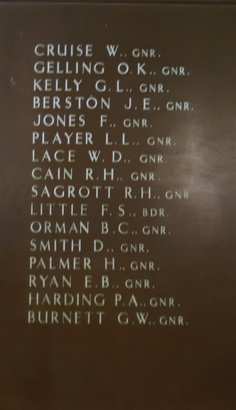 CRUISE W., GNR.
GELLING O.K., GNR.
KELLY G.L., GNR.
BERSTON J.E., GNR.
JONES F., GNR.
PLAYER L.L., GNR.
LACE W.D., GNR.
CAIN R.H., GNR.
SAGROTT R.H., GNR
LITTLE F.S., BDR.
ORMAN B.C., GNR.
SMITH D., GNR.
PALMER H., GNR.
RYAN E.B., GNR.
HARDING P.A., GNR.
BURNETT G.W., GNR.